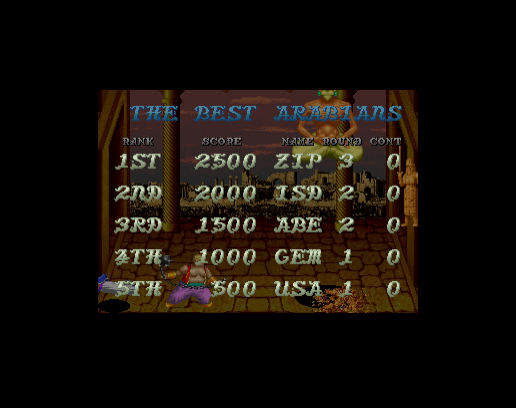 THE BEST ARABIANS
RANK SCORE NAME ROUND CONT
1ST 2500 ZIP 3 0
2ND 2000 ISD 2 0
3RD 1500 ABE 2 0
4TH 1000 GEM 1 0
5TH 500 USA 1 0